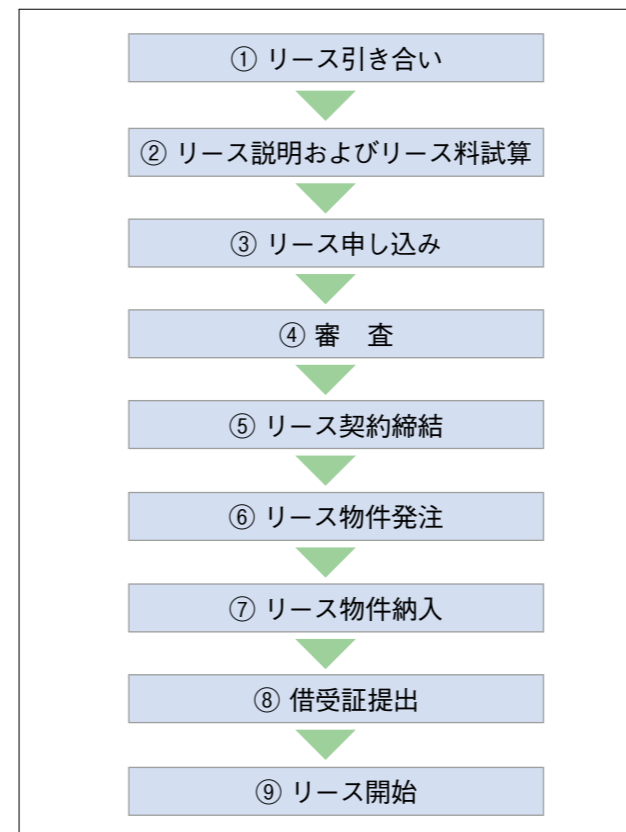 ① リース引き合い
② リース説明およびリース料試算
③ リース申し込み
④ 審　査
⑤ リース契約締結
⑥ リース物件発注
⑦ リース物件納入
⑧ 借受証提出
⑨ リース開始